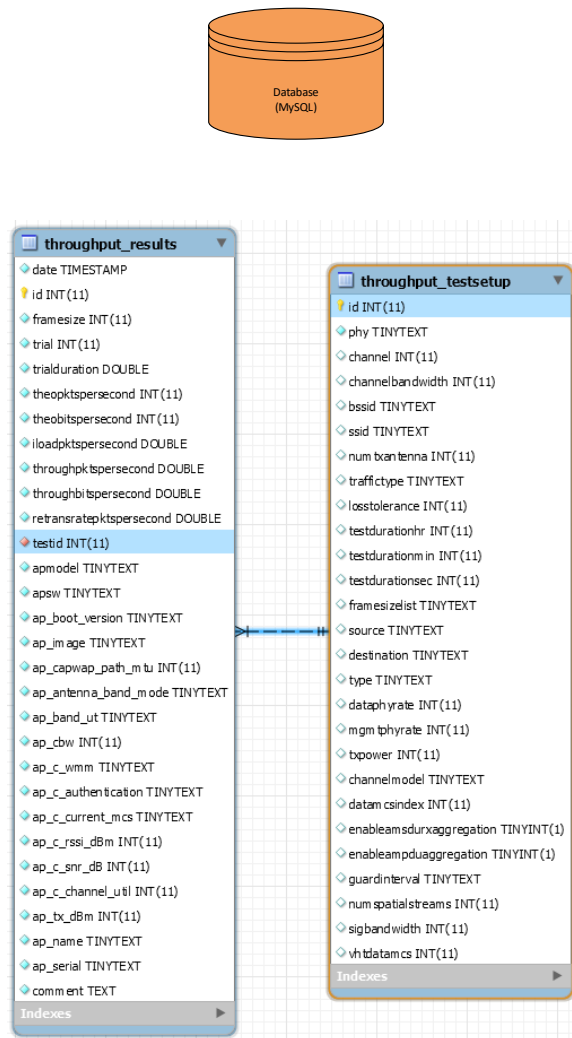 Database
(MySQL)
throughput_results
date TIMESTAMP
id INT(11)
framesize INT(11)
trial INT(11)
trialduration DOUBLE
theopktspersecond INT(11)
theobitspersecond INT(11)
iloadpktspersecond DOUBLE
throughpktspersecond DOUBLE
throughbitspersecond DOUBLE
retransratepktspersecond DOUBLE
testid INT(11)
apmodel TINYTEXT
apsw TINYTEXT
ap_boot_version TINYTEXT
ap_image TINYTEXT
ap_capwap_path_mtu INT(11)
ap_antenna_band_mode TINYTEXT
ap_band_ut TINYTEXT
ap_cbw INT(11)
ap_c_wmm TINYTEXT
ap_c_authentication TINYTEXT
ap_c_current_mcs TINYTEXT
ap_c_rssi_dBm INT(11)
ap_c_snr_dB INT(11)
ap_c_channel_util INT(11)
ap_tx_dBm INT(11)
ap_name TINYTEXT
ap_serial TINYTEXT
comment TEXT
Indexes
throughput_testsetup
id INT(11)
phy TINYTEXT
channel INT(11)
channelbandwidth INT(11)
bssid TINYTEXT
ssid TINYTEXT
numtxantenna INT(11)
traffictype TINYTEXT
losstolerance INT(11)
testdurationhr INT(11)
testdurationmin INT(11)
testdurationsec INT(11)
framesizelist TINYTEXT
source TINYTEXT
destination TINYTEXT
type TINYTEXT
dataphyrate INT(11)
mgmtphyrate INT(11)
txpower INT(11)
channelmodel TINYTEXT
datamcsindex INT(11)
enableamsdurxaggregation TINYINT(1)
enableampduaggregation TINYINT(1)
guardinterval TINYTEXT
numspatialstreams INT(11)
sigbandwidth INT(11)
vhtdatamcs INT(11)
Indexes